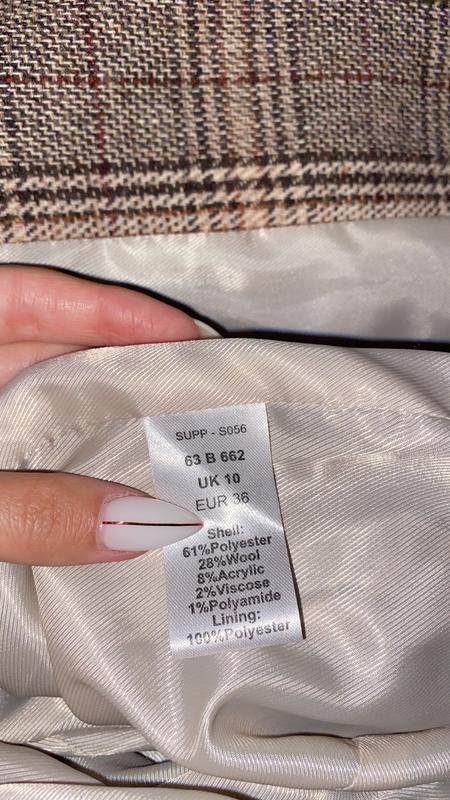 SUPP - S056
63 B 662
UK 10
EUR 36
Shell:
61%Polyester
28%Wool
8%Acrylic
2%Viscose
1%Polyamide
Lining:
100%Polyester